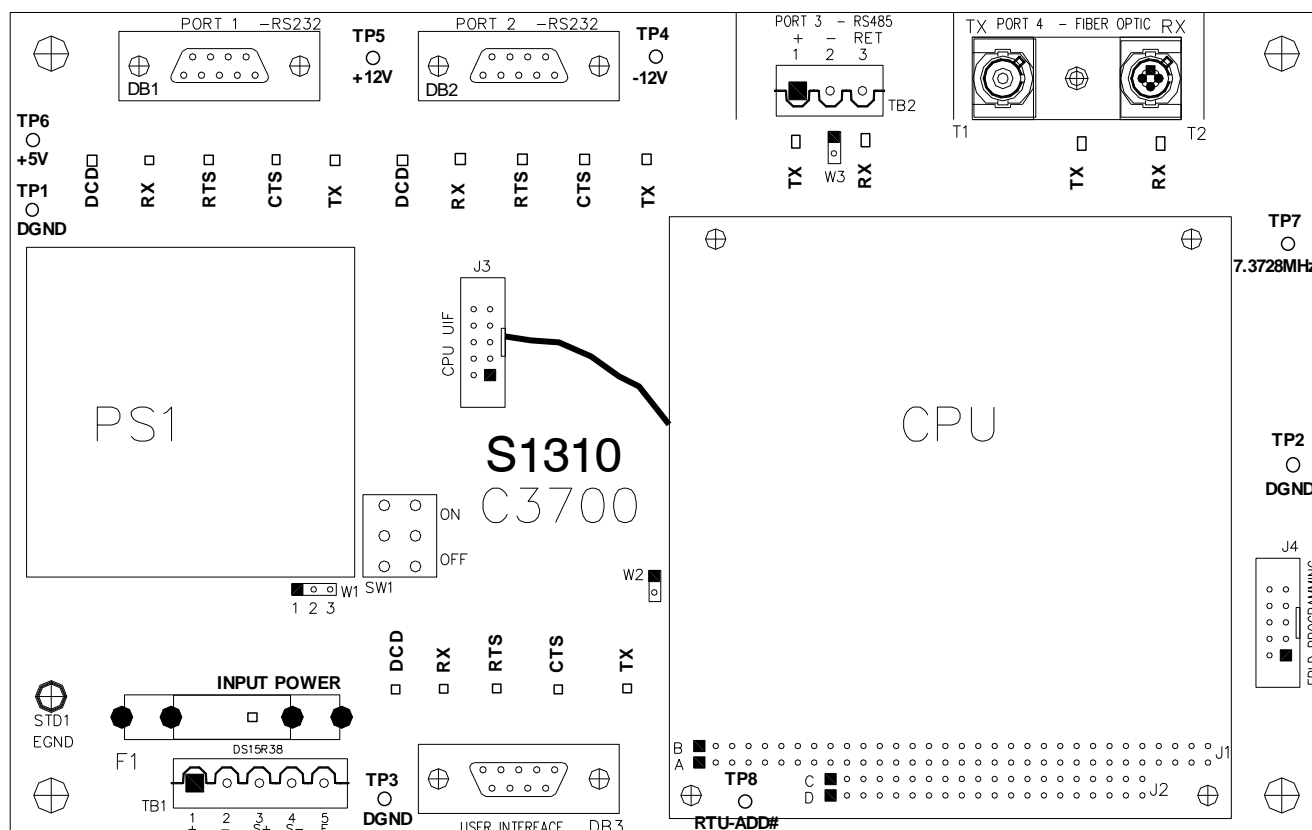 PORT 1 -RS232
TP5
+12V
DB1
PORT 2 -RS232
TP4
-12V
DB2
PORT 3 - RS485
+ - RET
1 2 3
TB2
TX PORT 4 - FIBER OPTIC RX
T1 T2
TP6
+5V
TP1
DGND
DCD RX RTS CTS TX
DCD RX RTS CTS TX
TX W3 RX
TX RX
TP7
7.3728MHz
J3
CPU UIF
PS1
CPU
S1310
C3700
TP2
DGND
ON
OFF
SW1
W1
1 2 3
W2
J4
EPLD PROGRAMMING
DCD RX RTS CTS TX
INPUT POWER
STD1
EGND
F1
DS15R38
TB1
1 2 3 4 5
+ - S+ S-
TP3
DGND
USER INTERFACE DB3
B
A
J1
C
D
J2
TP8
RTU-ADD#